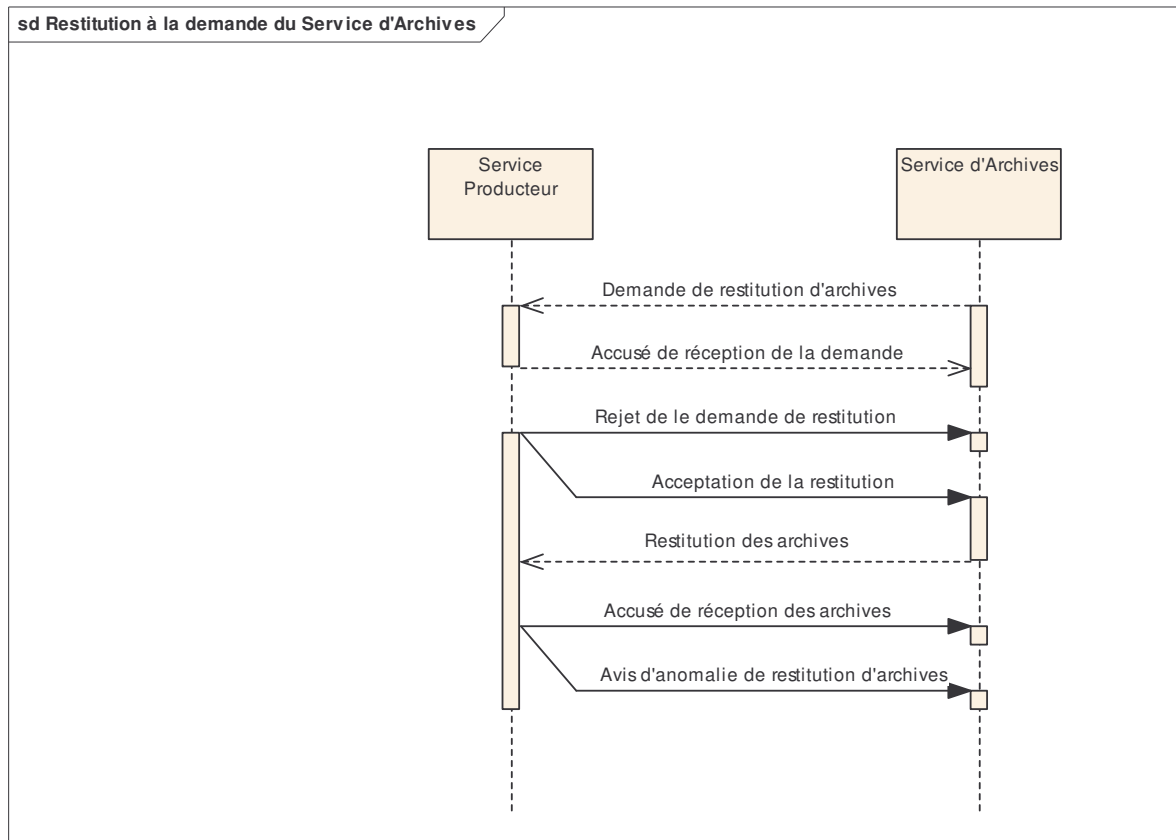 sd Restitution à la demande du Service d'Archives
Service
Producteur
Service d'Archives
Demande de restitution d'archives
Accusé de réception de la demande
Rejet de le demande de restitution
Acceptation de la restitution
Restitution des archives
Accusé de réception des archives
Avis d'anomalie de restitution d'archives